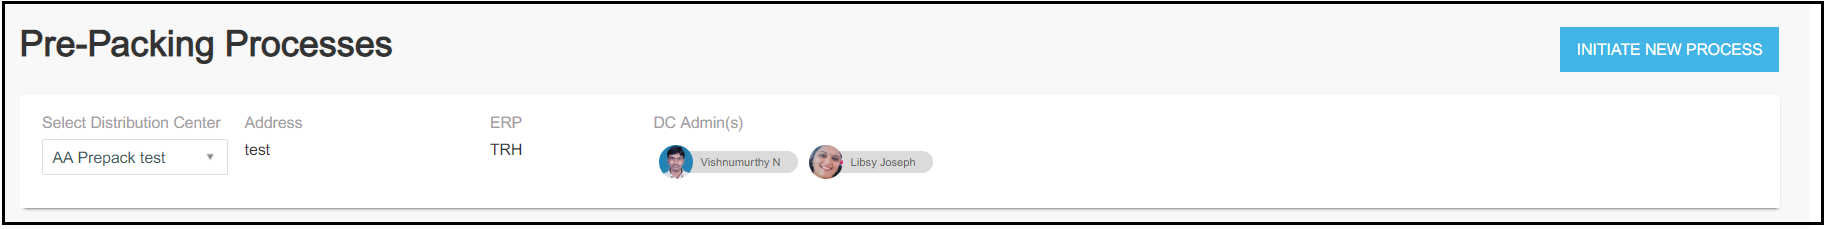 Pre-Packing Processes
INITIATE NEW PROCESS
Select Distribution Center
Address
ERP
DC Admin(s)
AA Prepack test
test
TRH
Vishnumurthy N
Libsy Joseph